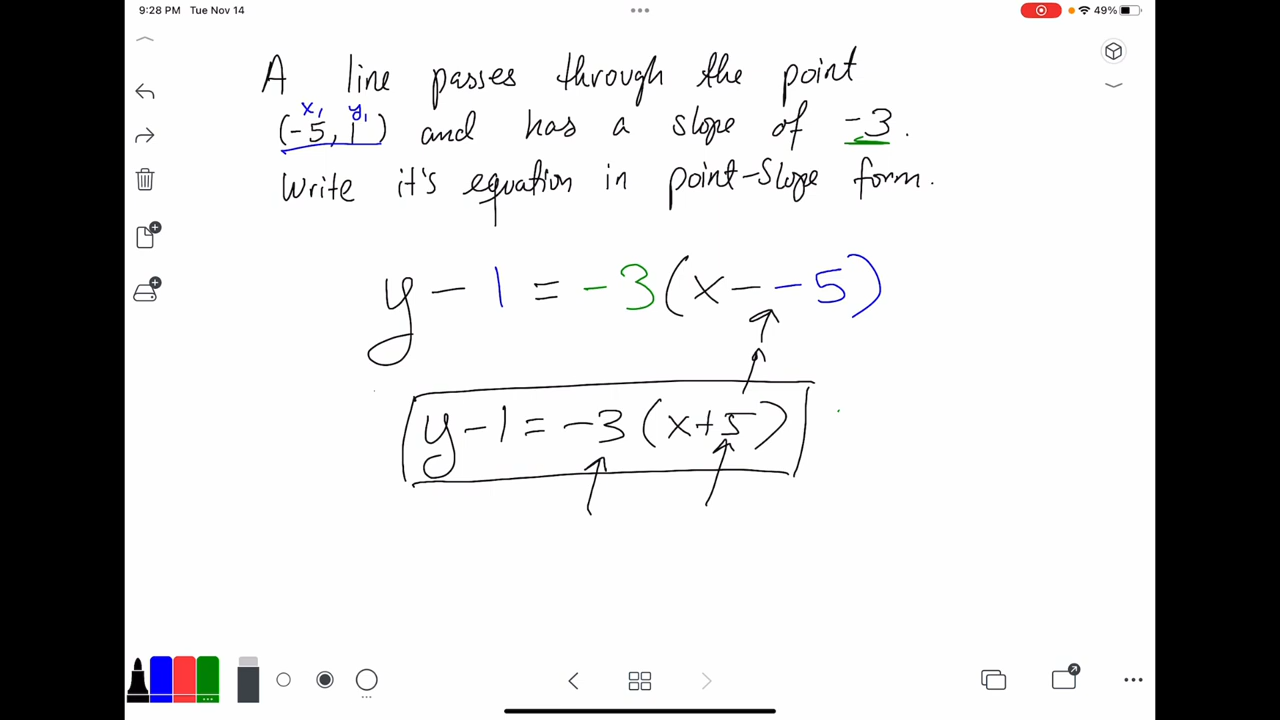 9:28 PM Tue Nov 14
49%
A line passes through the point
x₁ y₁
(-5, 1) and has a slope of -3.
Write it's equation in point-slope form.
y - 1 = -3(x - -5)
y - 1 = -3(x + 5)